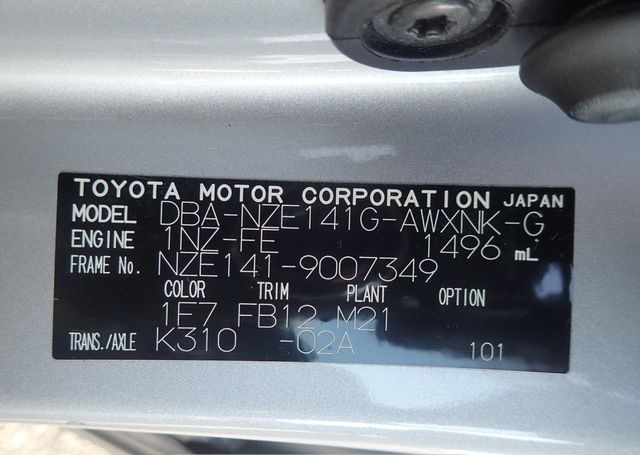 TOYOTA MOTOR CORPORATION JAPAN
MODEL DBA-NZE141G-AWXNK-G
ENGINE 1NZ-FE 1496 mL
FRAME No. NZE141-9007349
COLOR TRIM PLANT OPTION
1E7 FB12 M21
TRANS./AXLE K310 -02A 101